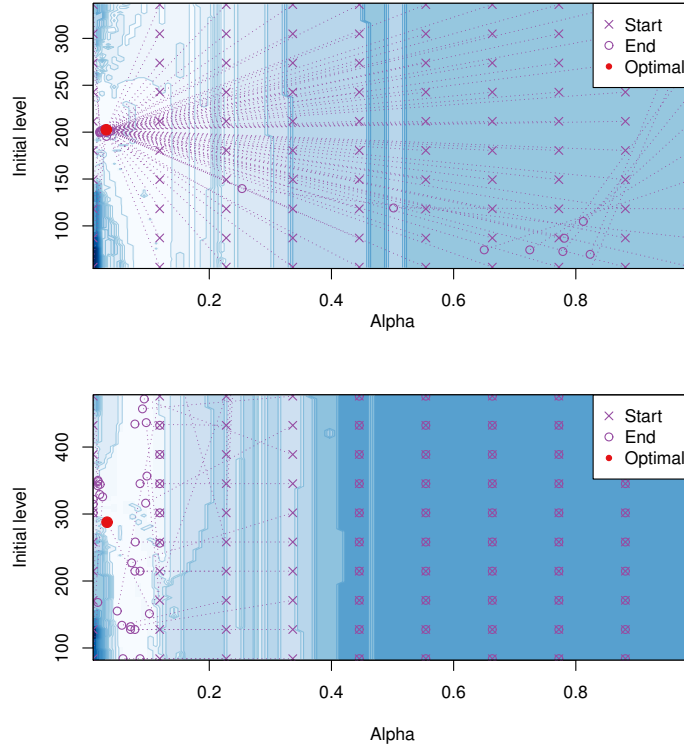 Start
End
Optimal
Initial level
100
150
200
250
300
0.2
0.4
0.6
0.8
Alpha
Start
End
Optimal
Initial level
100
200
300
400
0.2
0.4
0.6
0.8
Alpha